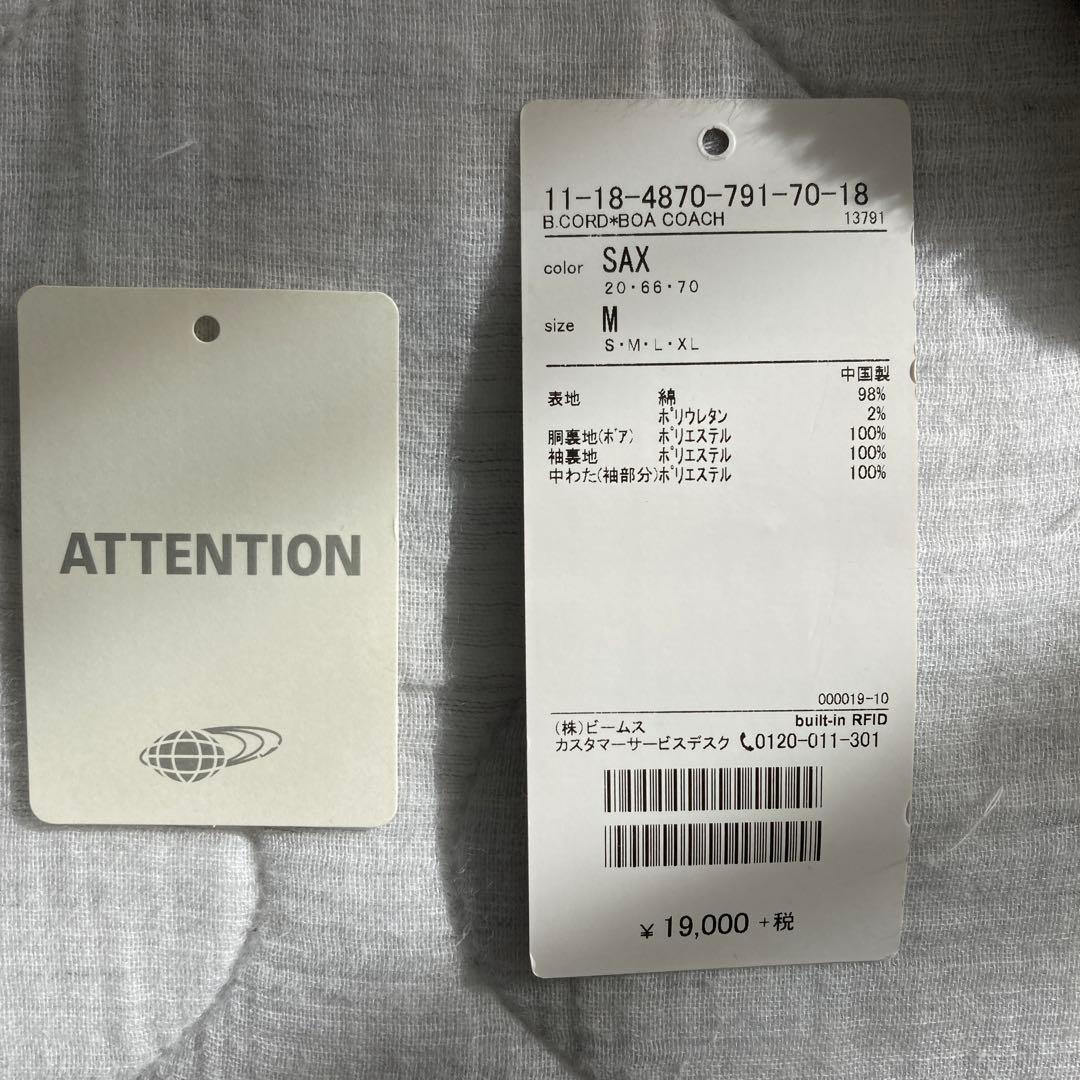 ATTENTION
11-18-4870-791-70-18
B.CORD*BOA COACH 13791
color SAX
20・66・70
size M
S・M・L・XL
中国製
表地 綿 98%
ポリウレタン 2%
胴裏地(ボア) ポリエステル 100%
袖裏地 ポリエステル 100%
中わた(袖部分)ポリエステル 100%
000019-10
built-in RFID
(株)ビームス
カスタマーサービスデスク 0120-011-301
¥ 19,000 +税